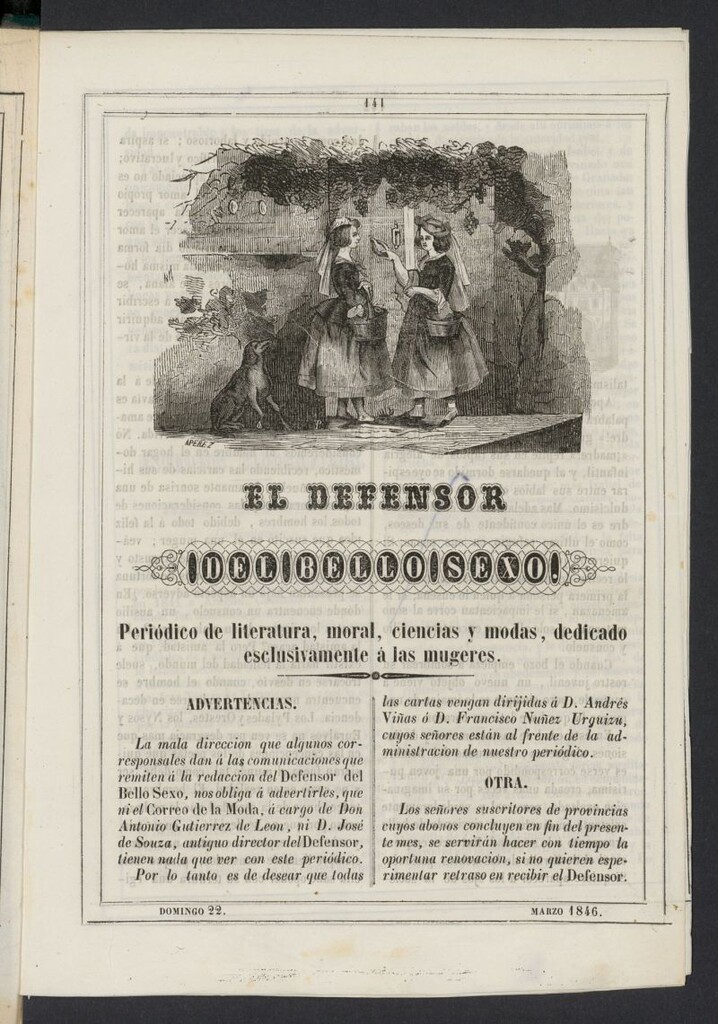 141
APEREZ
EL DEFENSOR
DEL BELLO SEXO.
Periódico de literatura, moral, ciencias y modas, dedicado
esclusivamente á las mugeres.
ADVERTENCIAS.
La mala direccion que algunos cor-
responsales dan á las comunicaciones que
remiten á la redaccion del Defensor del
Bello Sexo, nos obliga á advertirles, que
ni el Correo de la Moda, á cargo de Don
Antonio Gutierrez de Leon, ni D. José
de Souza, antiguo director del Defensor,
tienen nada que ver con este periódico.
Por lo tanto es de desear que todas
las cartas vengan dirijidas á D. Andrés
Viñas ó D. Francisco Nuñez Urquizu,
cuyos señores están al frente de la ad-
ministracion de nuestro periódico.
OTRA.
Los señores suscritores de provincias
cuyos abonos concluyen en fin del presen-
te mes, se servirán hacer con tiempo la
oportuna renovacion, si no quieren espe-
rimentar retraso en recibir el Defensor.
DOMINGO 22.
MARZO 1846.